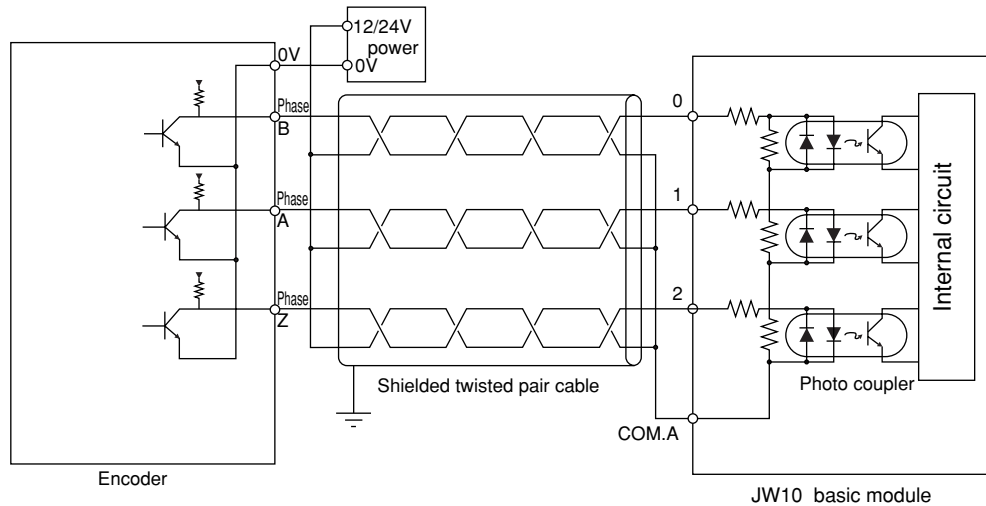 12/24V
power
0V
0V
Phase
B
Phase
A
Phase
Z
0
1
2
COM.A
Internal circuit
Photo coupler
Shielded twisted pair cable
Encoder
JW10 basic module